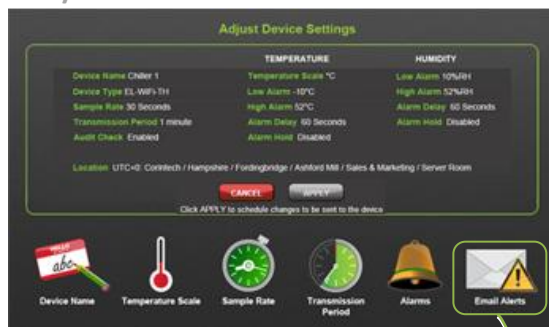 Adjust Device Settings
TEMPERATURE HUMIDITY
Device Name Chiller 1 Temperature Scale °C Low Alarm 10%RH
Device Type EL-WiFi-TH Low Alarm -10°C High Alarm 52%RH
Sample Rate 30 Seconds High Alarm 52°C Alarm Delay 60 Seconds
Transmission Period 1 minute Alarm Delay 60 Seconds Alarm Hold Disabled
Audit Check Enabled Alarm Hold Disabled
Location UTC+0: Corintech / Hampshire / Fordingbridge / Ashford Mill / Sales & Marketing / Server Room
CANCEL APPLY
Click APPLY to schedule changes to be sent to the device
HELLO
abc
Device Name Temperature Scale Sample Rate Transmission Period Alarms Email Alerts